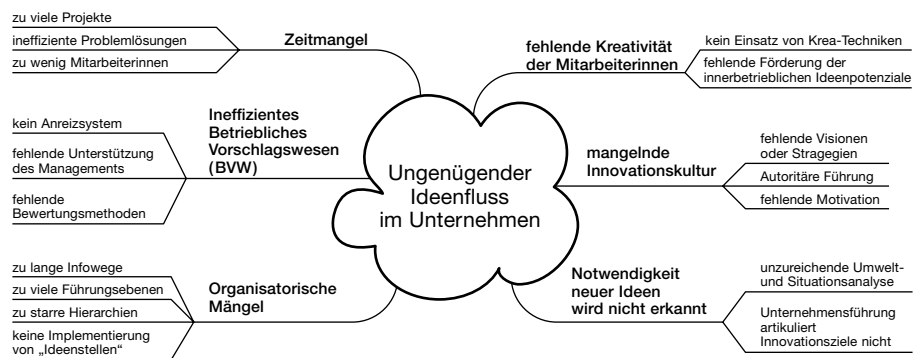 zu viele Projekte
ineffiziente Problemlösungen
zu wenig Mitarbeiterinnen
Zeitmangel
kein Anreizsystem
fehlende Unterstützung
des Managements
fehlende
Bewertungsmethoden
Ineffizientes
Betriebliches
Vorschlagswesen
(BVW)
zu lange Infowege
zu viele Führungsebenen
zu starre Hierarchien
keine Implementierung
von „Ideenstellen“
Organisatorische
Mängel
Ungenügender
Ideenfluss
im Unternehmen
fehlende Kreativität
der Mitarbeiterinnen
kein Einsatz von Krea-Techniken
fehlende Förderung der
innerbetrieblichen Ideenpotenziale
mangelnde
Innovationskultur
fehlende Visionen
oder Stragegien
Autoritäre Führung
fehlende Motivation
Notwendigkeit
neuer Ideen
wird nicht erkannt
unzureichende Umwelt-
und Situationsanalyse
Unternehmensführung
artikuliert
Innovationsziele nicht